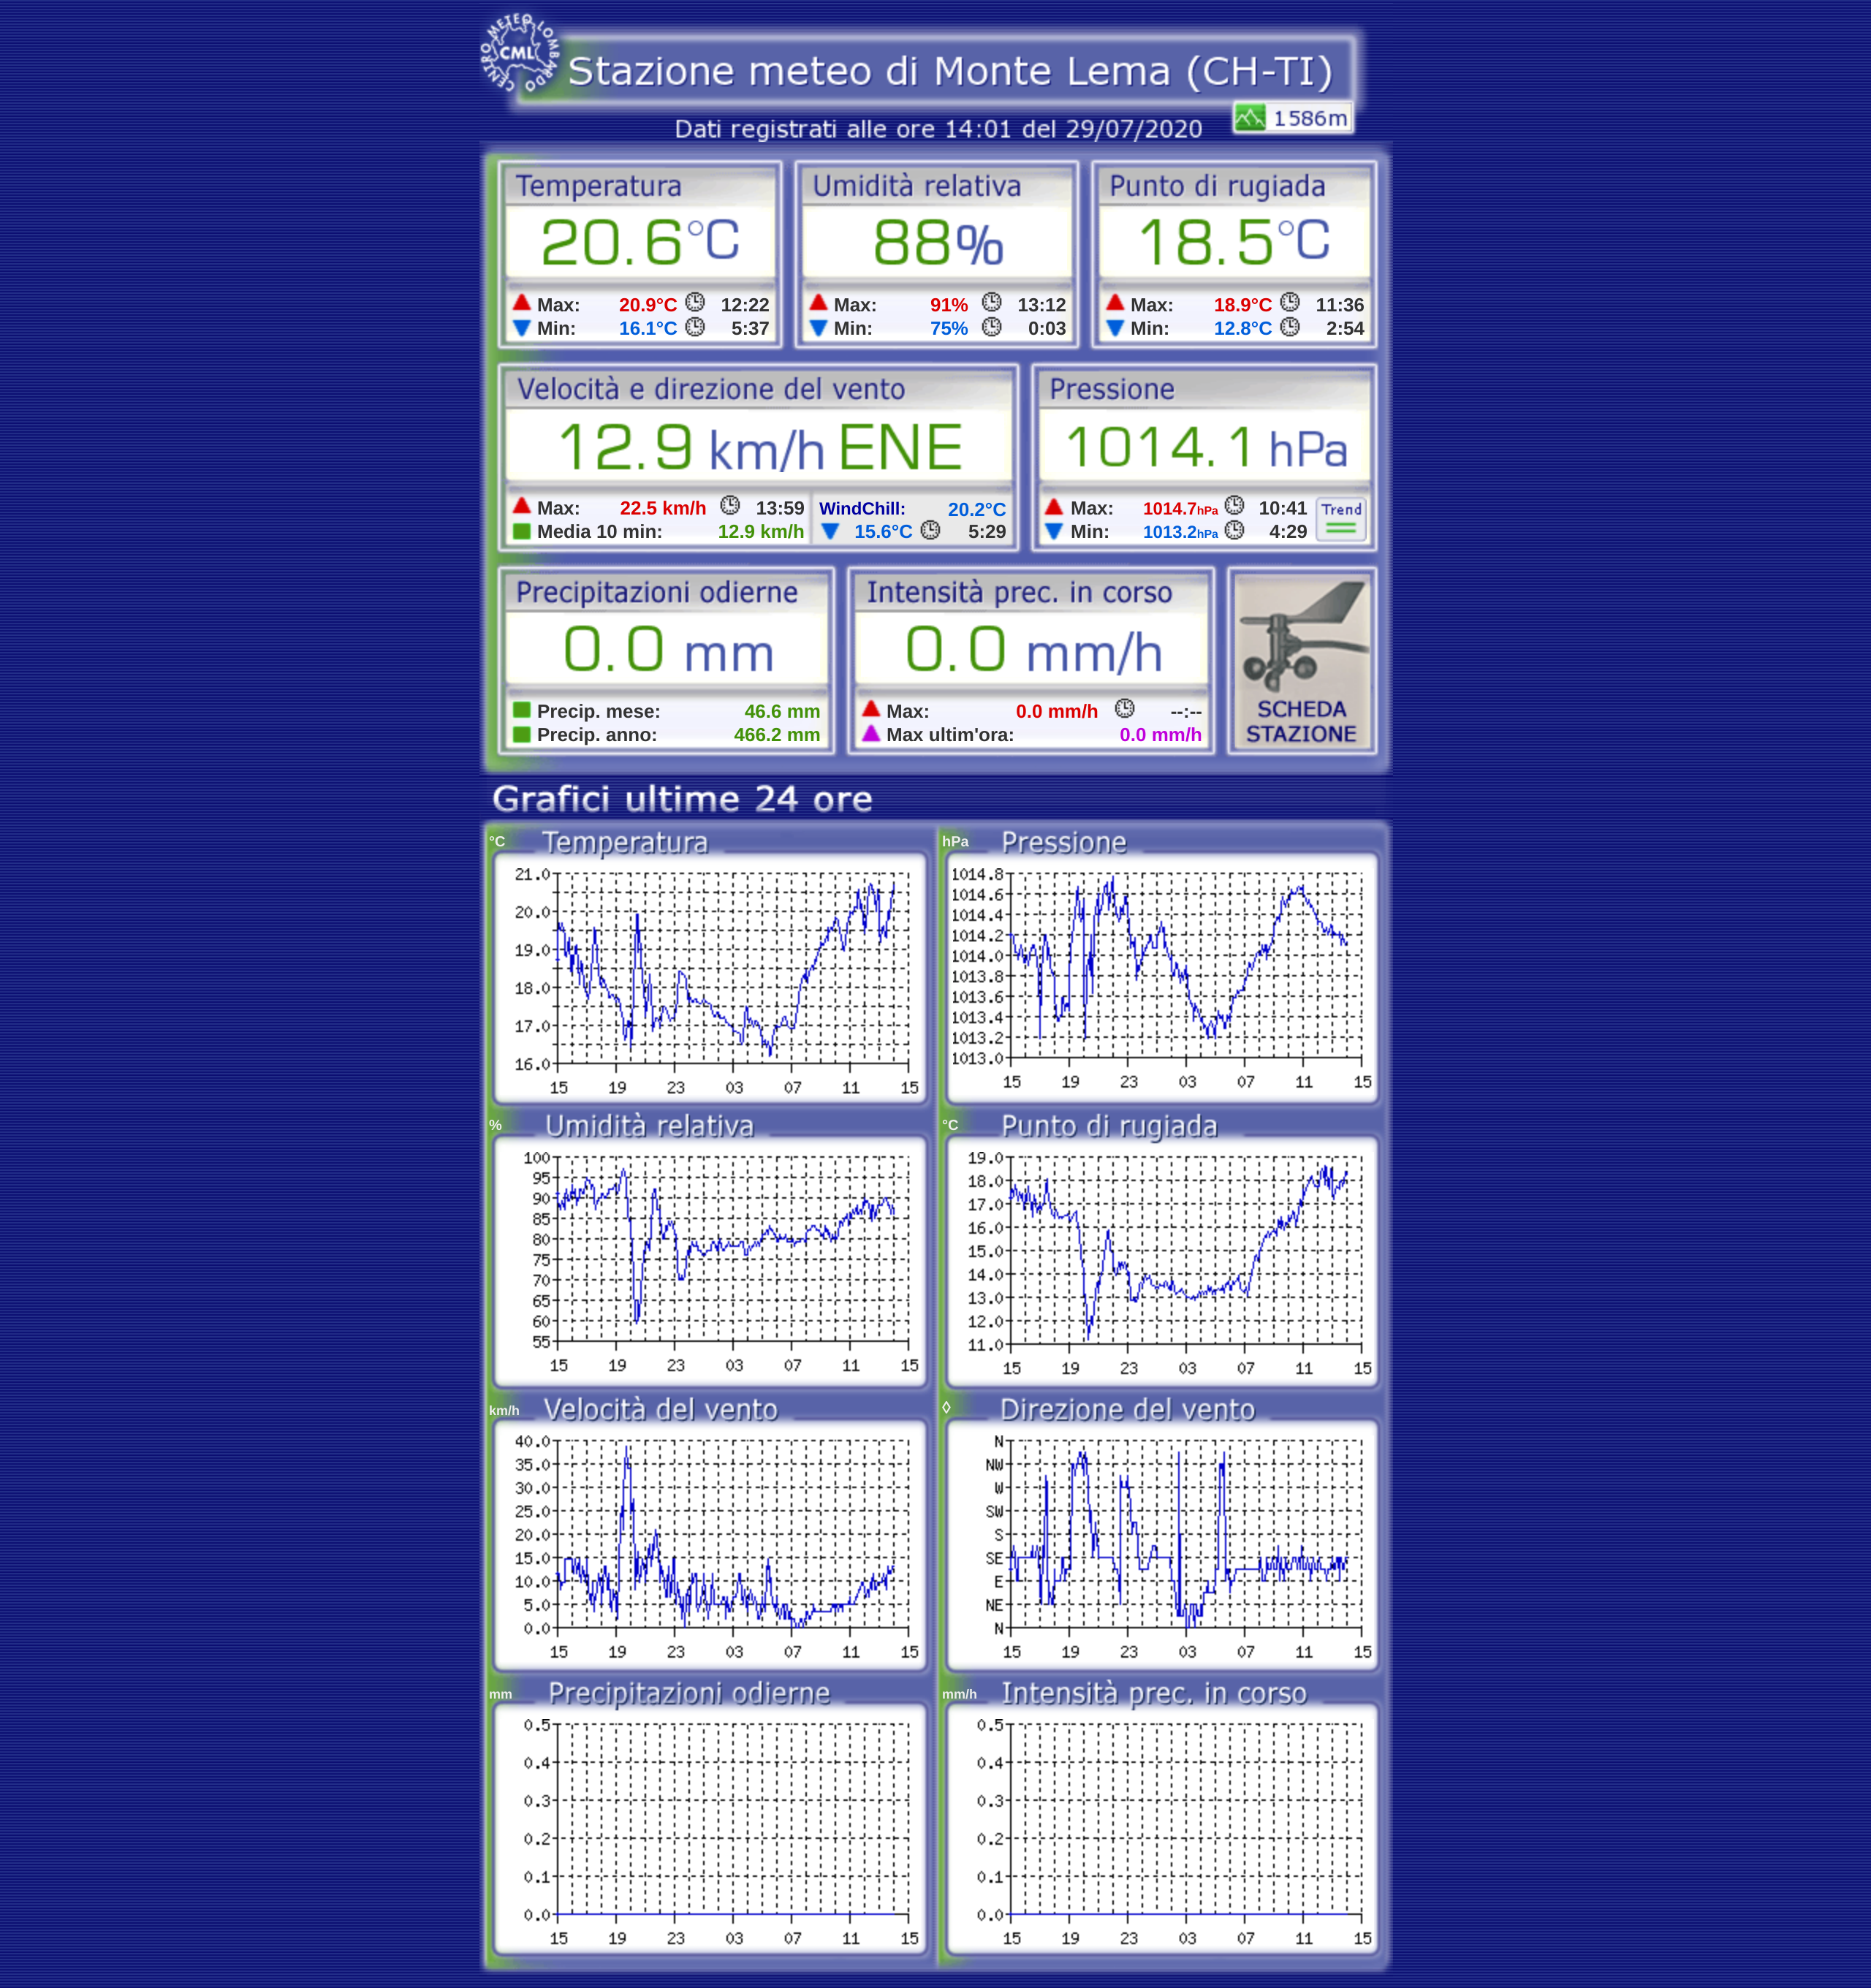 CENTRO METEO LOMBARDO
CML
Stazione meteo di Monte Lema (CH-TI)
1586m
Dati registrati alle ore 14:01 del 29/07/2020
Temperatura
20.6°C
Max: 20.9°C 12:22
Min: 16.1°C 5:37
Umidità relativa
88%
Max: 91% 13:12
Min: 75% 0:03
Punto di rugiada
18.5°C
Max: 18.9°C 11:36
Min: 12.8°C 2:54
Velocità e direzione del vento
12.9 km/h ENE
Max: 22.5 km/h 13:59
Media 10 min: 12.9 km/h
WindChill: 20.2°C
15.6°C 5:29
Pressione
1014.1 hPa
Max: 1014.7hPa 10:41
Min: 1013.2hPa 4:29
Trend
Precipitazioni odierne
0.0 mm
Precip. mese: 46.6 mm
Precip. anno: 466.2 mm
Intensità prec. in corso
0.0 mm/h
Max: 0.0 mm/h --:--
Max ultim'ora: 0.0 mm/h
SCHEDA
STAZIONE
Grafici ultime 24 ore
°C Temperatura
21.0
20.0
19.0
18.0
17.0
16.0
15 19 23 03 07 11 15
hPa Pressione
1014.8
1014.6
1014.4
1014.2
1014.0
1013.8
1013.6
1013.4
1013.2
1013.0
15 19 23 03 07 11 15
% Umidità relativa
100
95
90
85
80
75
70
65
60
55
15 19 23 03 07 11 15
°C Punto di rugiada
19.0
18.0
17.0
16.0
15.0
14.0
13.0
12.0
11.0
15 19 23 03 07 11 15
km/h Velocità del vento
40.0
35.0
30.0
25.0
20.0
15.0
10.0
5.0
0.0
15 19 23 03 07 11 15
◊ Direzione del vento
N
NW
W
SW
S
SE
E
NE
N
15 19 23 03 07 11 15
mm Precipitazioni odierne
0.5
0.4
0.3
0.2
0.1
0.0
15 19 23 03 07 11 15
mm/h Intensità prec. in corso
0.5
0.4
0.3
0.2
0.1
0.0
15 19 23 03 07 11 15